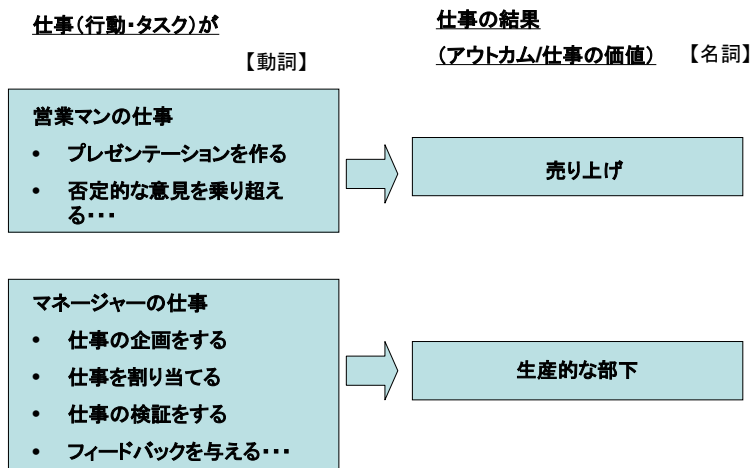 仕事(行動・タスク)が
【動詞】
仕事の結果
(アウトカム/仕事の価値) 【名詞】
営業マンの仕事
• プレゼンテーションを作る
• 否定的な意見を乗り超え
る・・・
売り上げ
マネージャーの仕事
• 仕事の企画をする
• 仕事を割り当てる
• 仕事の検証をする
• フィードバックを与える・・・
生産的な部下